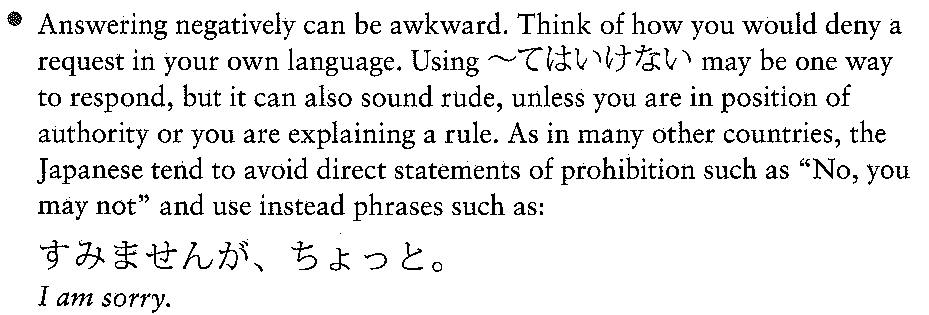 ● Answering negatively can be awkward. Think of how you would deny a
request in your own language. Using 〜てはいけない may be one way
to respond, but it can also sound rude, unless you are in position of
authority or you are explaining a rule. As in many other countries, the
Japanese tend to avoid direct statements of prohibition such as “No, you
may not” and use instead phrases such as:
すみませんが、ちょっと。
I am sorry.